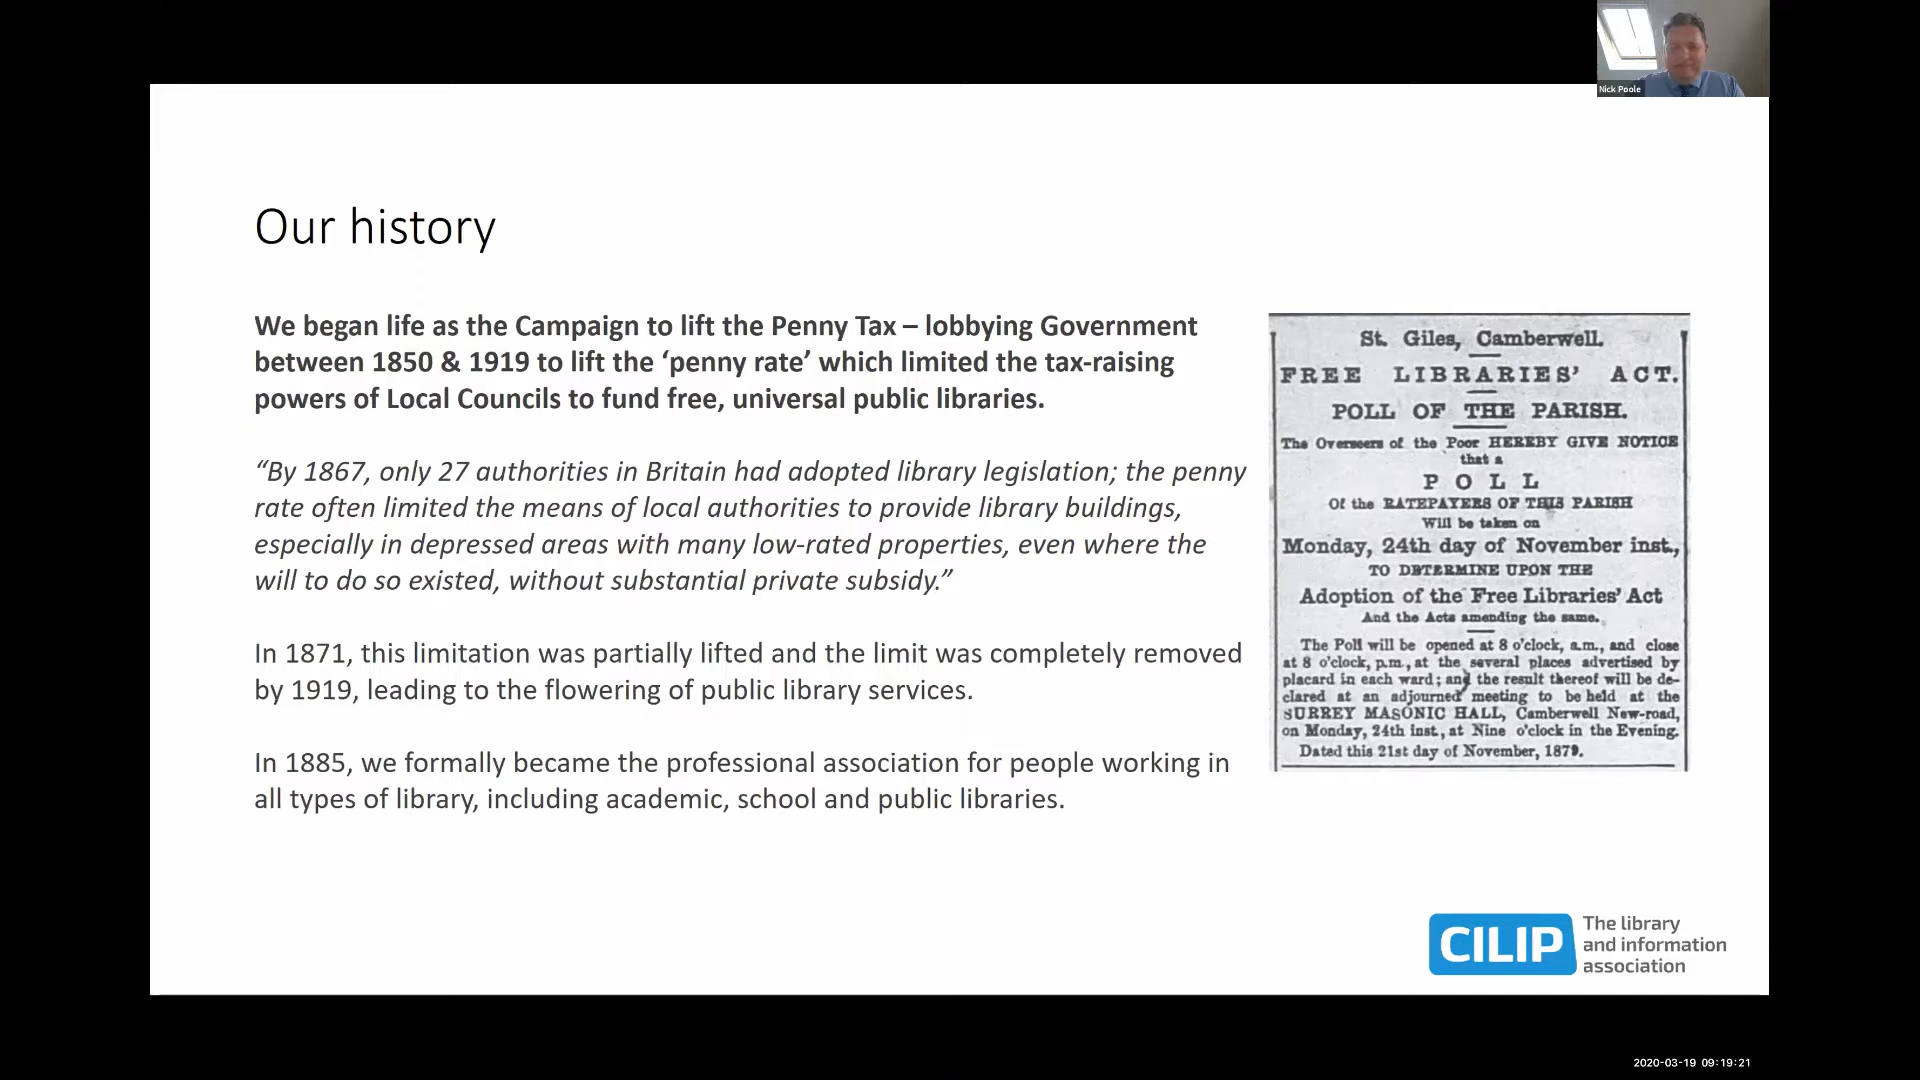 Nick Poole
Our history
We began life as the Campaign to lift the Penny Tax – lobbying Government
between 1850 & 1919 to lift the ‘penny rate’ which limited the tax-raising
powers of Local Councils to fund free, universal public libraries.
“By 1867, only 27 authorities in Britain had adopted library legislation; the penny
rate often limited the means of local authorities to provide library buildings,
especially in depressed areas with many low-rated properties, even where the
will to do so existed, without substantial private subsidy.”
In 1871, this limitation was partially lifted and the limit was completely removed
by 1919, leading to the flowering of public library services.
In 1885, we formally became the professional association for people working in
all types of library, including academic, school and public libraries.
St. Giles, Camberwell.
FREE LIBRARIES' ACT.
POLL OF THE PARISH.
The Overseers of the Poor HEREBY GIVE NOTICE
that a
POLL
Of the RATEPAYERS OF THIS PARISH
Will be taken on
Monday, 24th day of November inst.,
TO DETERMINE UPON THE
Adoption of the Free Libraries' Act
And the Acts amending the same.
The Poll will be opened at 8 o'clock, a.m., and close
at 8 o'clock, p.m., at the several places advertised by
placard in each ward; and the result thereof will be de-
clared at an adjourned meeting to be held at the
SURREY MASONIC HALL, Camberwell New-road,
on Monday, 24th inst., at Nine o'clock in the Evening.
Dated this 21st day of November, 1879.
CILIP
The library
and information
association
2020-03-19 09:19:21